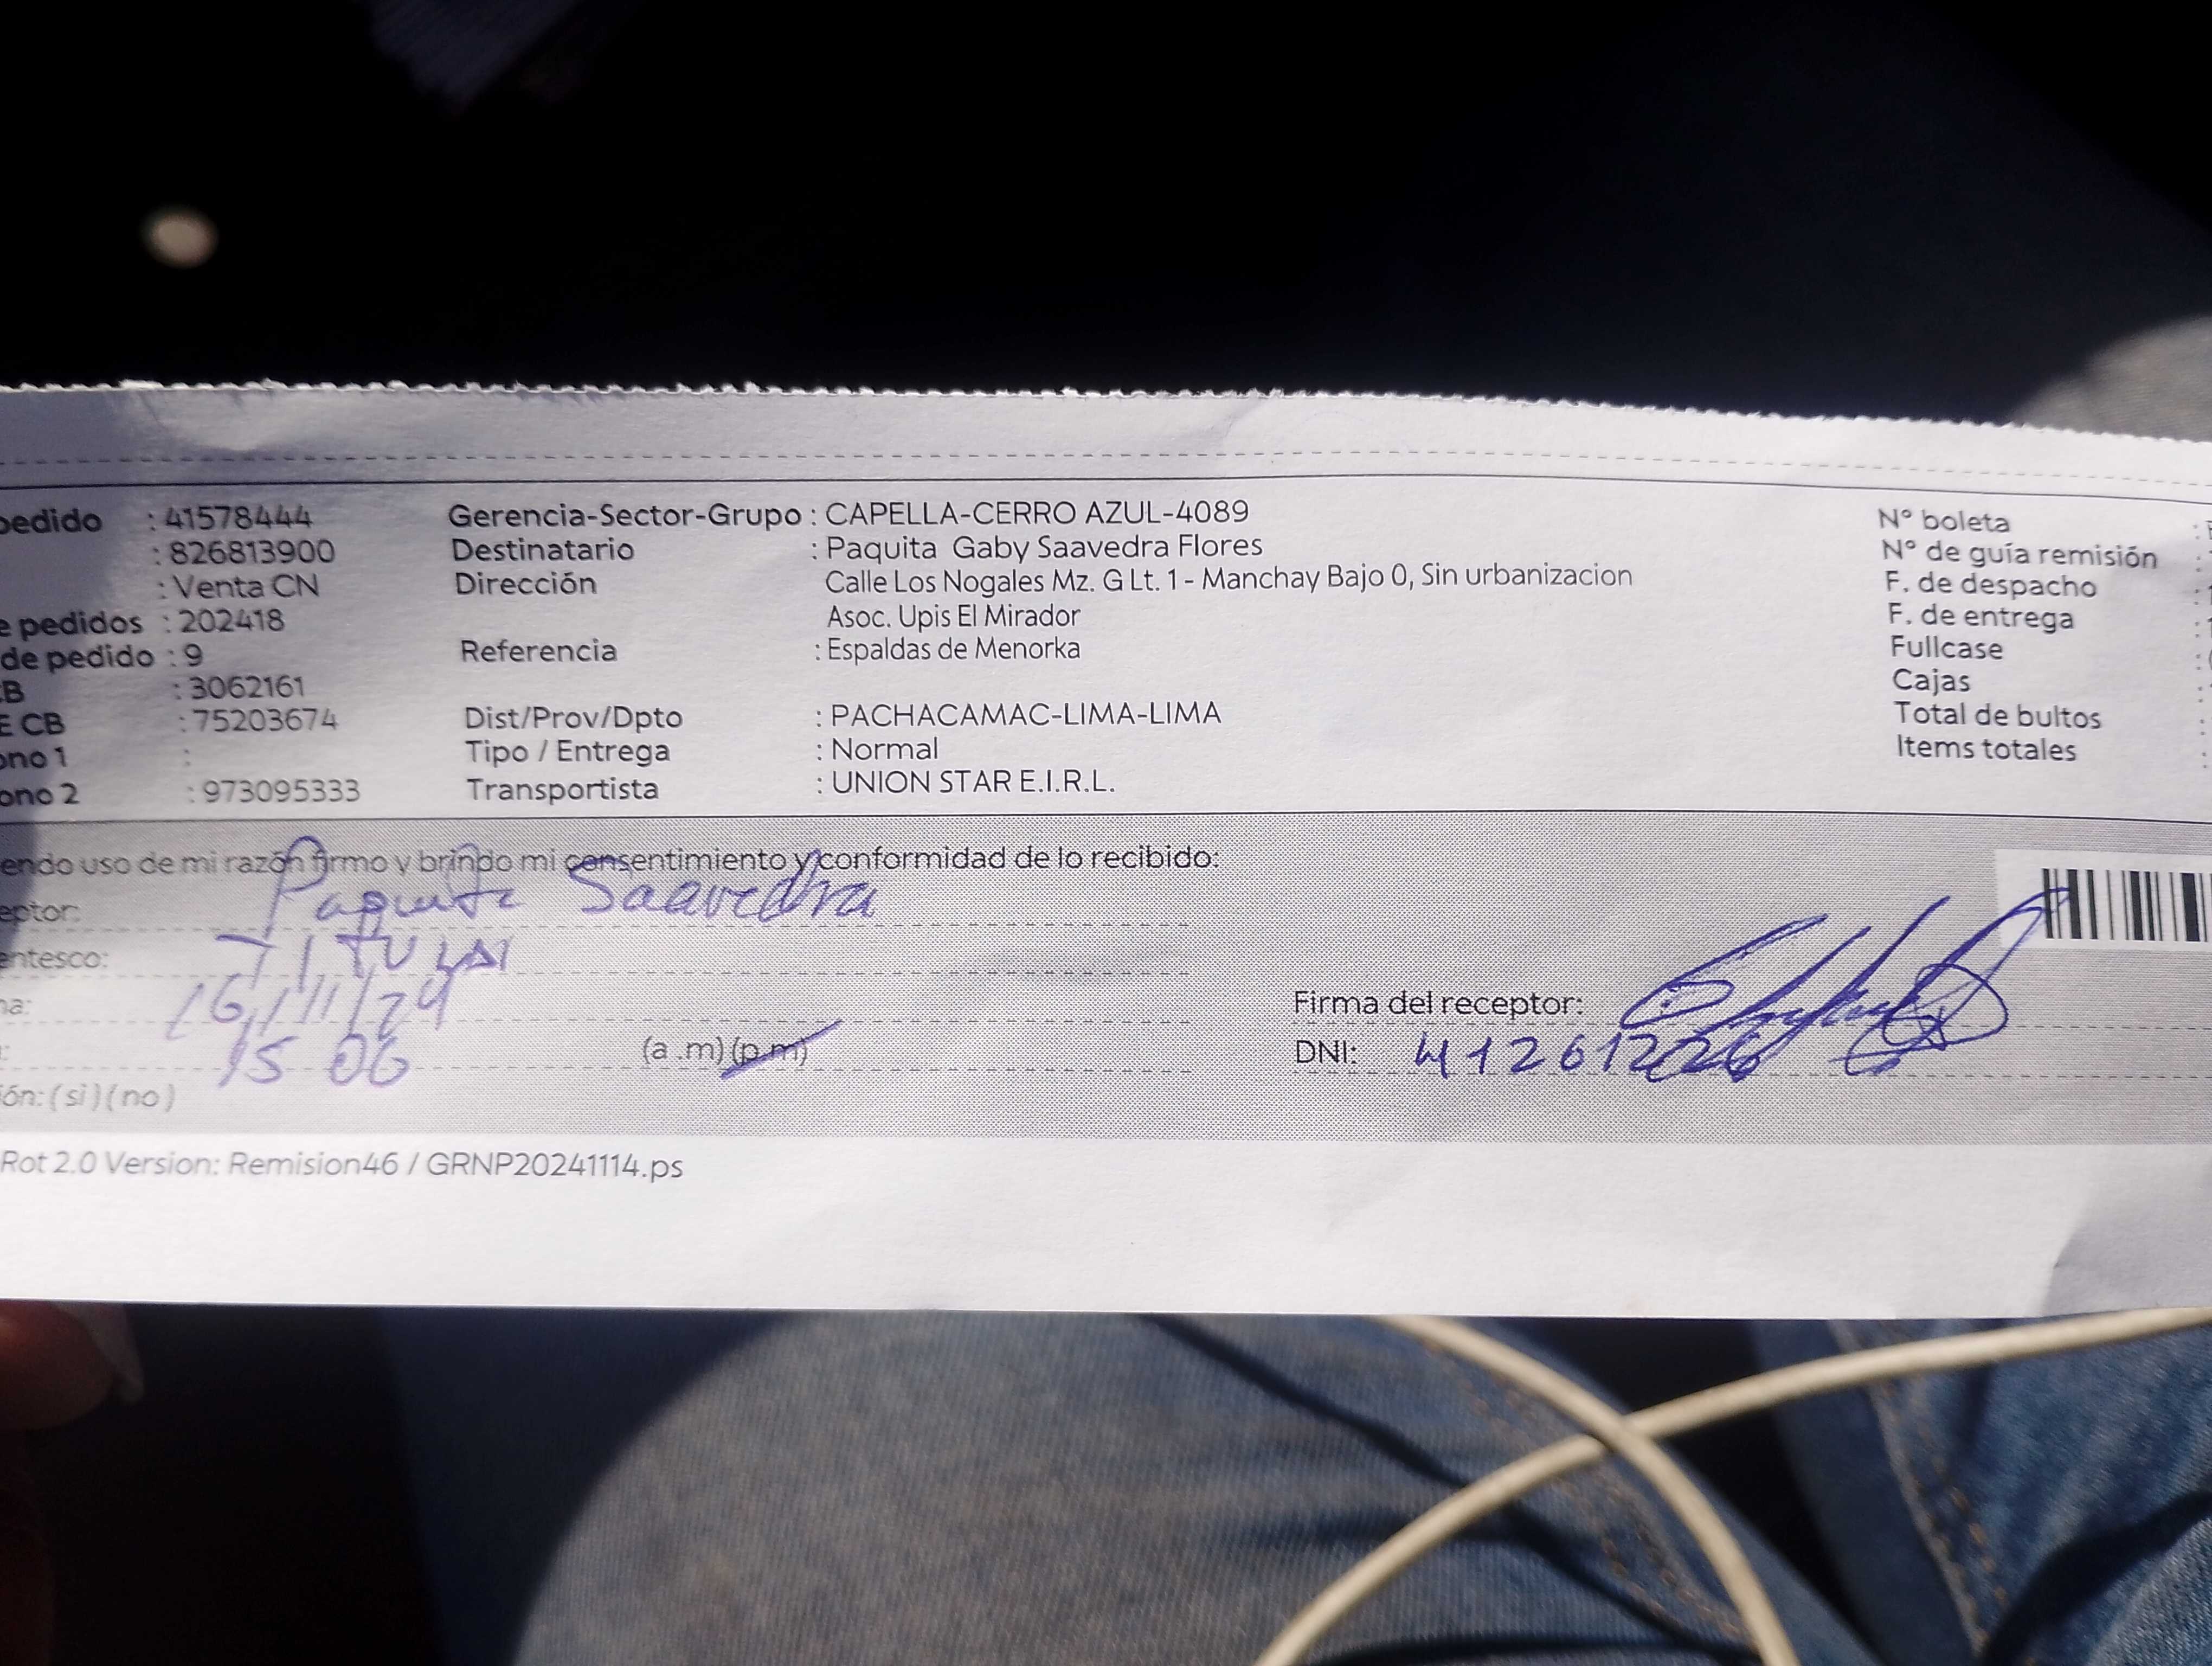 pedido : 41578444 Gerencia-Sector-Grupo : CAPELLA-CERRO AZUL-4089 N° boleta :
: 826813900 Destinatario : Paquita Gaby Saavedra Flores N° de guía remisión :
: Venta CN Dirección Calle Los Nogales Mz. G Lt. 1 - Manchay Bajo 0, Sin urbanizacion F. de despacho :
e pedidos : 202418 Asoc. Upis El Mirador F. de entrega :
de pedido : 9 Referencia : Espaldas de Menorka Fullcase :
CB : 3062161 Cajas :
E CB : 75203674 Dist/Prov/Dpto : PACHACAMAC-LIMA-LIMA Total de bultos :
ono 1 : Tipo / Entrega : Normal Items totales :
ono 2 : 973095333 Transportista : UNION STAR E.I.R.L.
endo uso de mi razón firmo y brindo mi consentimiento y conformidad de lo recibido:
eptor: Paquita Saavedra
entesco: TITULAR
na: 16/11/24 Firma del receptor:
: 15 06 (a .m) (p.m) DNI: 41261226
ón: ( si ) ( no )
Rot 2.0 Version: Remision46 / GRNP20241114.ps